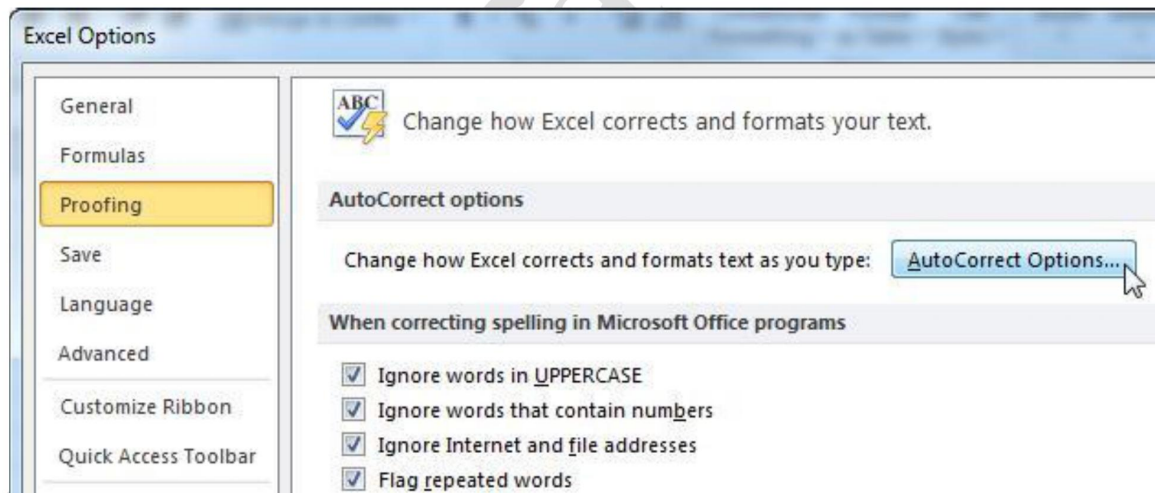 Excel Options
General
Formulas
Proofing
Save
Language
Advanced
Customize Ribbon
Quick Access Toolbar
ABC
Change how Excel corrects and formats your text.
AutoCorrect options
Change how Excel corrects and formats text as you type: AutoCorrect Options...
When correcting spelling in Microsoft Office programs
Ignore words in UPPERCASE
Ignore words that contain numbers
Ignore Internet and file addresses
Flag repeated words